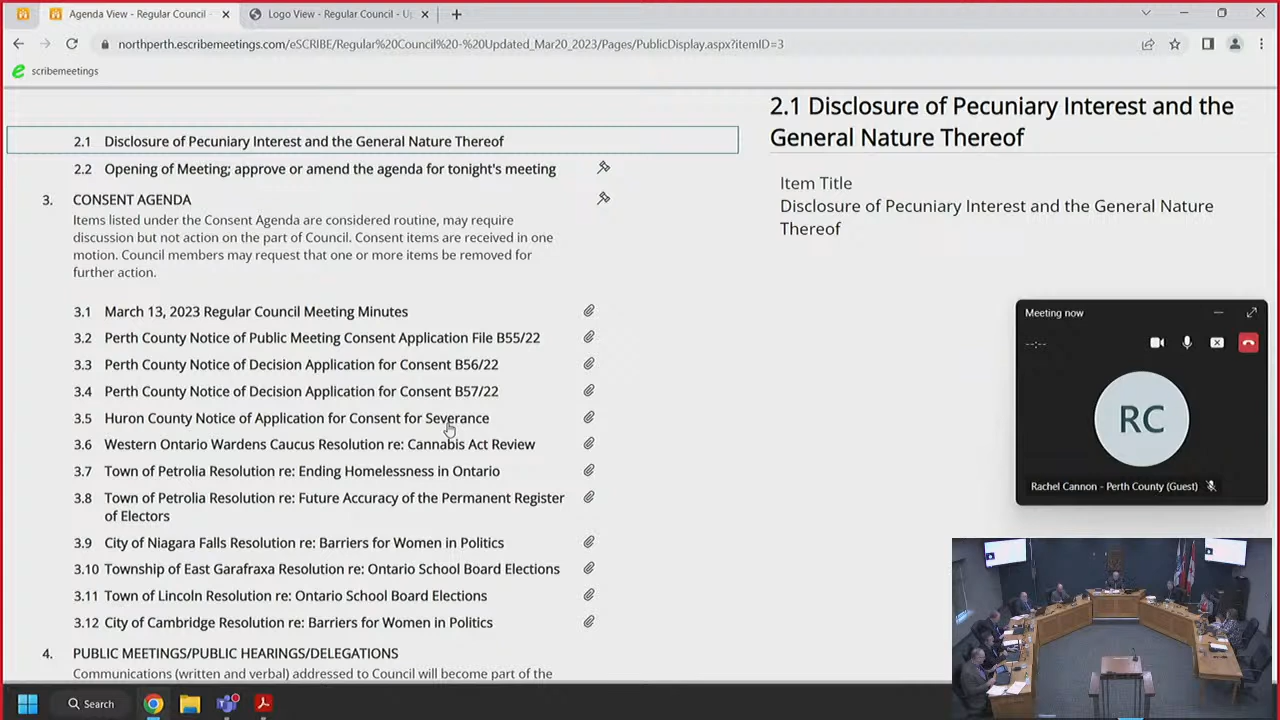 Agenda View - Regular Council -
Logo View - Regular Council - U
northperth.escribemeetings.com/eSCRIBE/Regular%20Council%20-%20Updated_Mar20_2023/Pages/PublicDisplay.aspx?itemID=3
scribemeetings
2.1 Disclosure of Pecuniary Interest and the General Nature Thereof
2.2 Opening of Meeting; approve or amend the agenda for tonight's meeting
3. CONSENT AGENDA
Items listed under the Consent Agenda are considered routine, may require
discussion but not action on the part of Council. Consent items are received in one
motion. Council members may request that one or more items be removed for
further action.
3.1 March 13, 2023 Regular Council Meeting Minutes
3.2 Perth County Notice of Public Meeting Consent Application File B55/22
3.3 Perth County Notice of Decision Application for Consent B56/22
3.4 Perth County Notice of Decision Application for Consent B57/22
3.5 Huron County Notice of Application for Consent for Severance
3.6 Western Ontario Wardens Caucus Resolution re: Cannabis Act Review
3.7 Town of Petrolia Resolution re: Ending Homelessness in Ontario
3.8 Town of Petrolia Resolution re: Future Accuracy of the Permanent Register
of Electors
3.9 City of Niagara Falls Resolution re: Barriers for Women in Politics
3.10 Township of East Garafraxa Resolution re: Ontario School Board Elections
3.11 Town of Lincoln Resolution re: Ontario School Board Elections
3.12 City of Cambridge Resolution re: Barriers for Women in Politics
4. PUBLIC MEETINGS/PUBLIC HEARINGS/DELEGATIONS
Communications (written and verbal) addressed to Council will become part of the
2.1 Disclosure of Pecuniary Interest and the
General Nature Thereof
Item Title
Disclosure of Pecuniary Interest and the General Nature
Thereof
Meeting now
--:--
RC
Rachel Cannon - Perth County (Guest)
Search